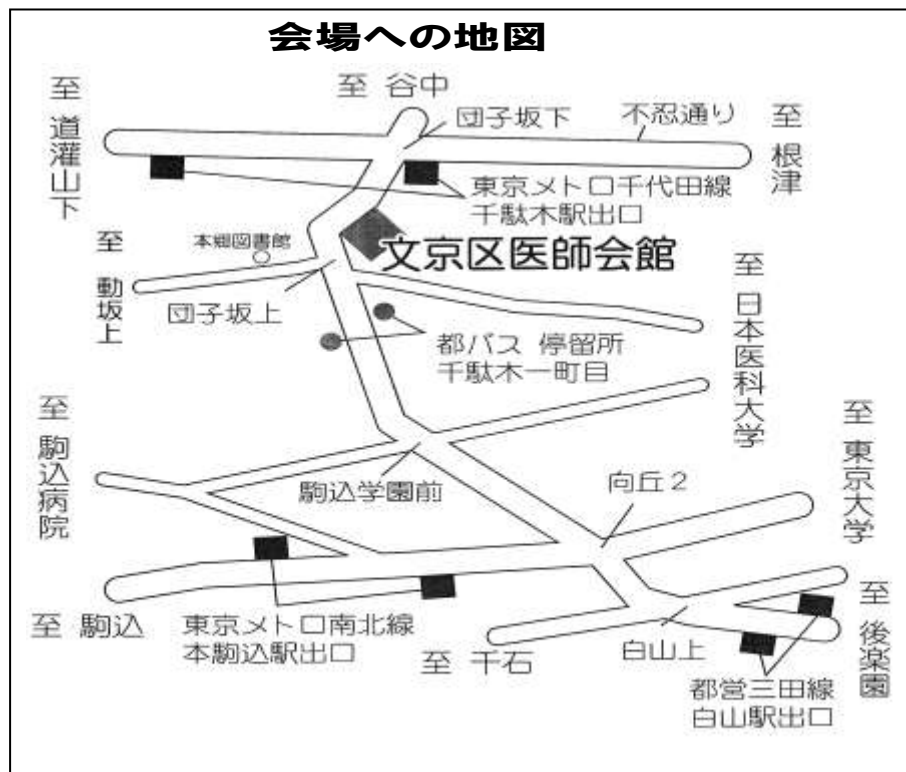 会場への地図
至 谷中
至 道灌山下
団子坂下
不忍通り
至 根津
東京メトロ千代田線
千駄木駅出口
本郷図書館
文京区医師会館
至 動坂上
団子坂上
至 日本医科大学
都バス 停留所
千駄木一町目
至 駒込病院
駒込学園前
向丘2
至 東京大学
至 駒込
東京メトロ南北線
本駒込駅出口
至 千石
白山上
至 後楽園
都営三田線
白山駅出口